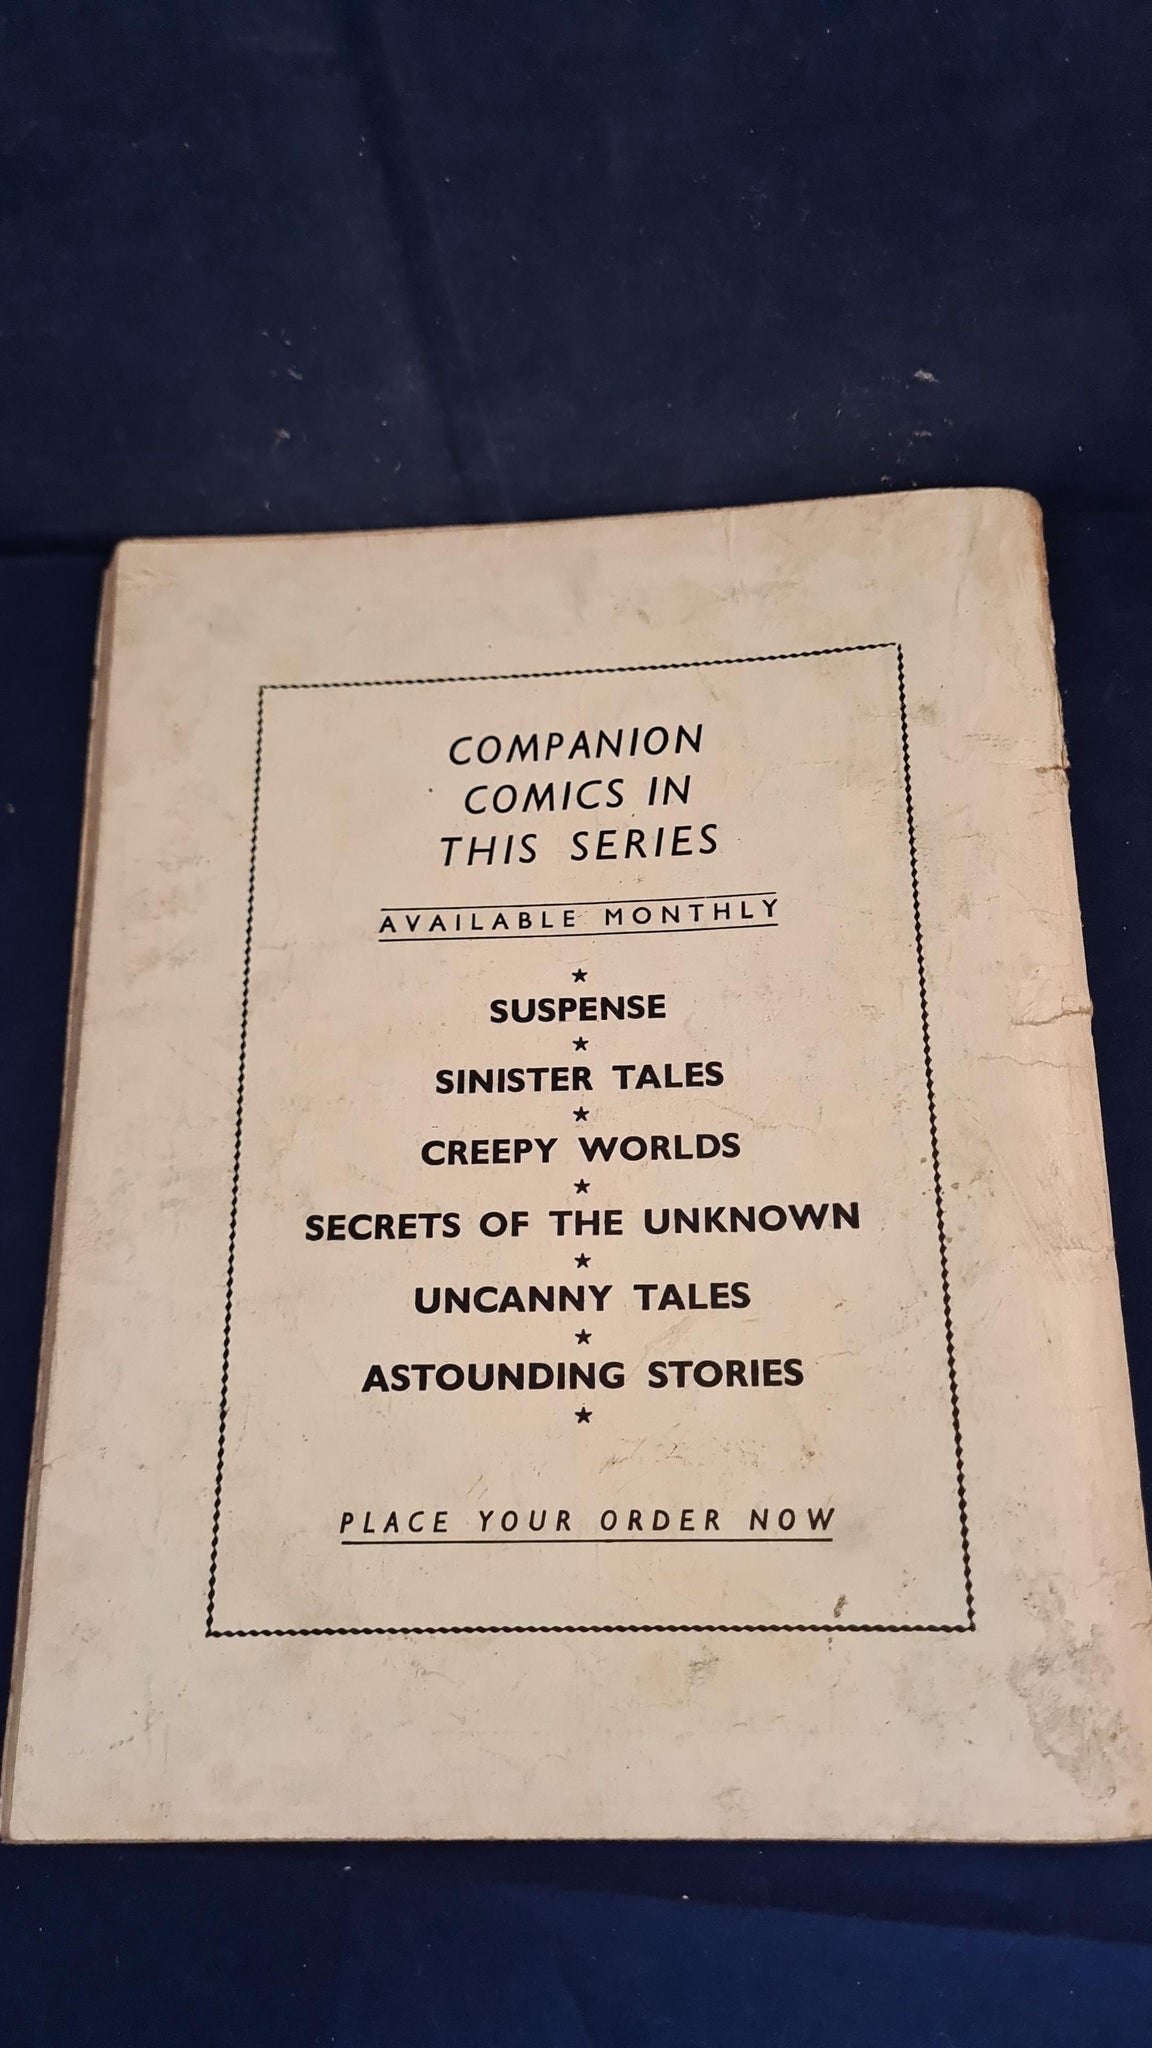 COMPANION
COMICS IN
THIS SERIES
AVAILABLE MONTHLY
★
SUSPENSE
★
SINISTER TALES
★
CREEPY WORLDS
★
SECRETS OF THE UNKNOWN
★
UNCANNY TALES
★
ASTOUNDING STORIES
★
PLACE YOUR ORDER NOW